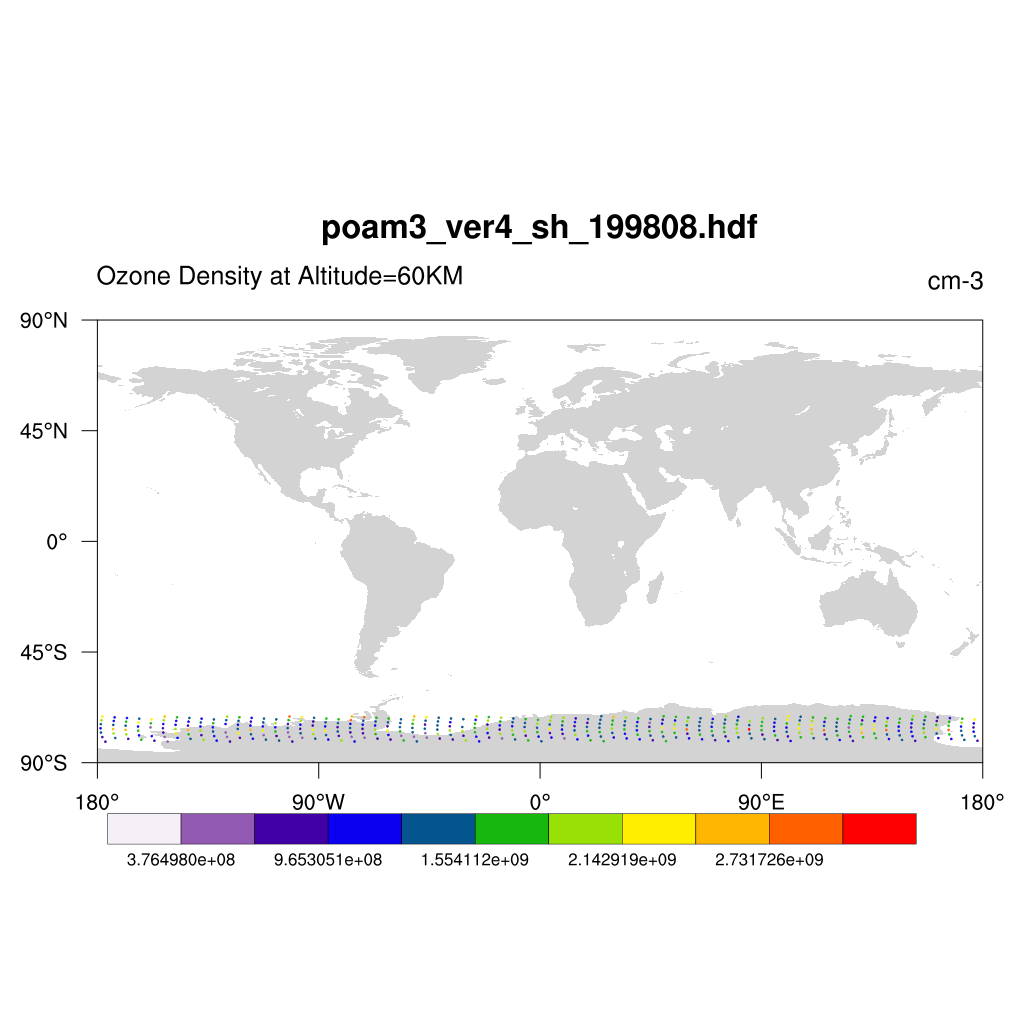 poam3_ver4_sh_199808.hdf
Ozone Density at Altitude=60KM
cm-3
90°N
45°N
0°
45°S
90°S
180° 90°W 0° 90°E 180°
3.764980e+08 9.653051e+08 1.554112e+09 2.142919e+09 2.731726e+09